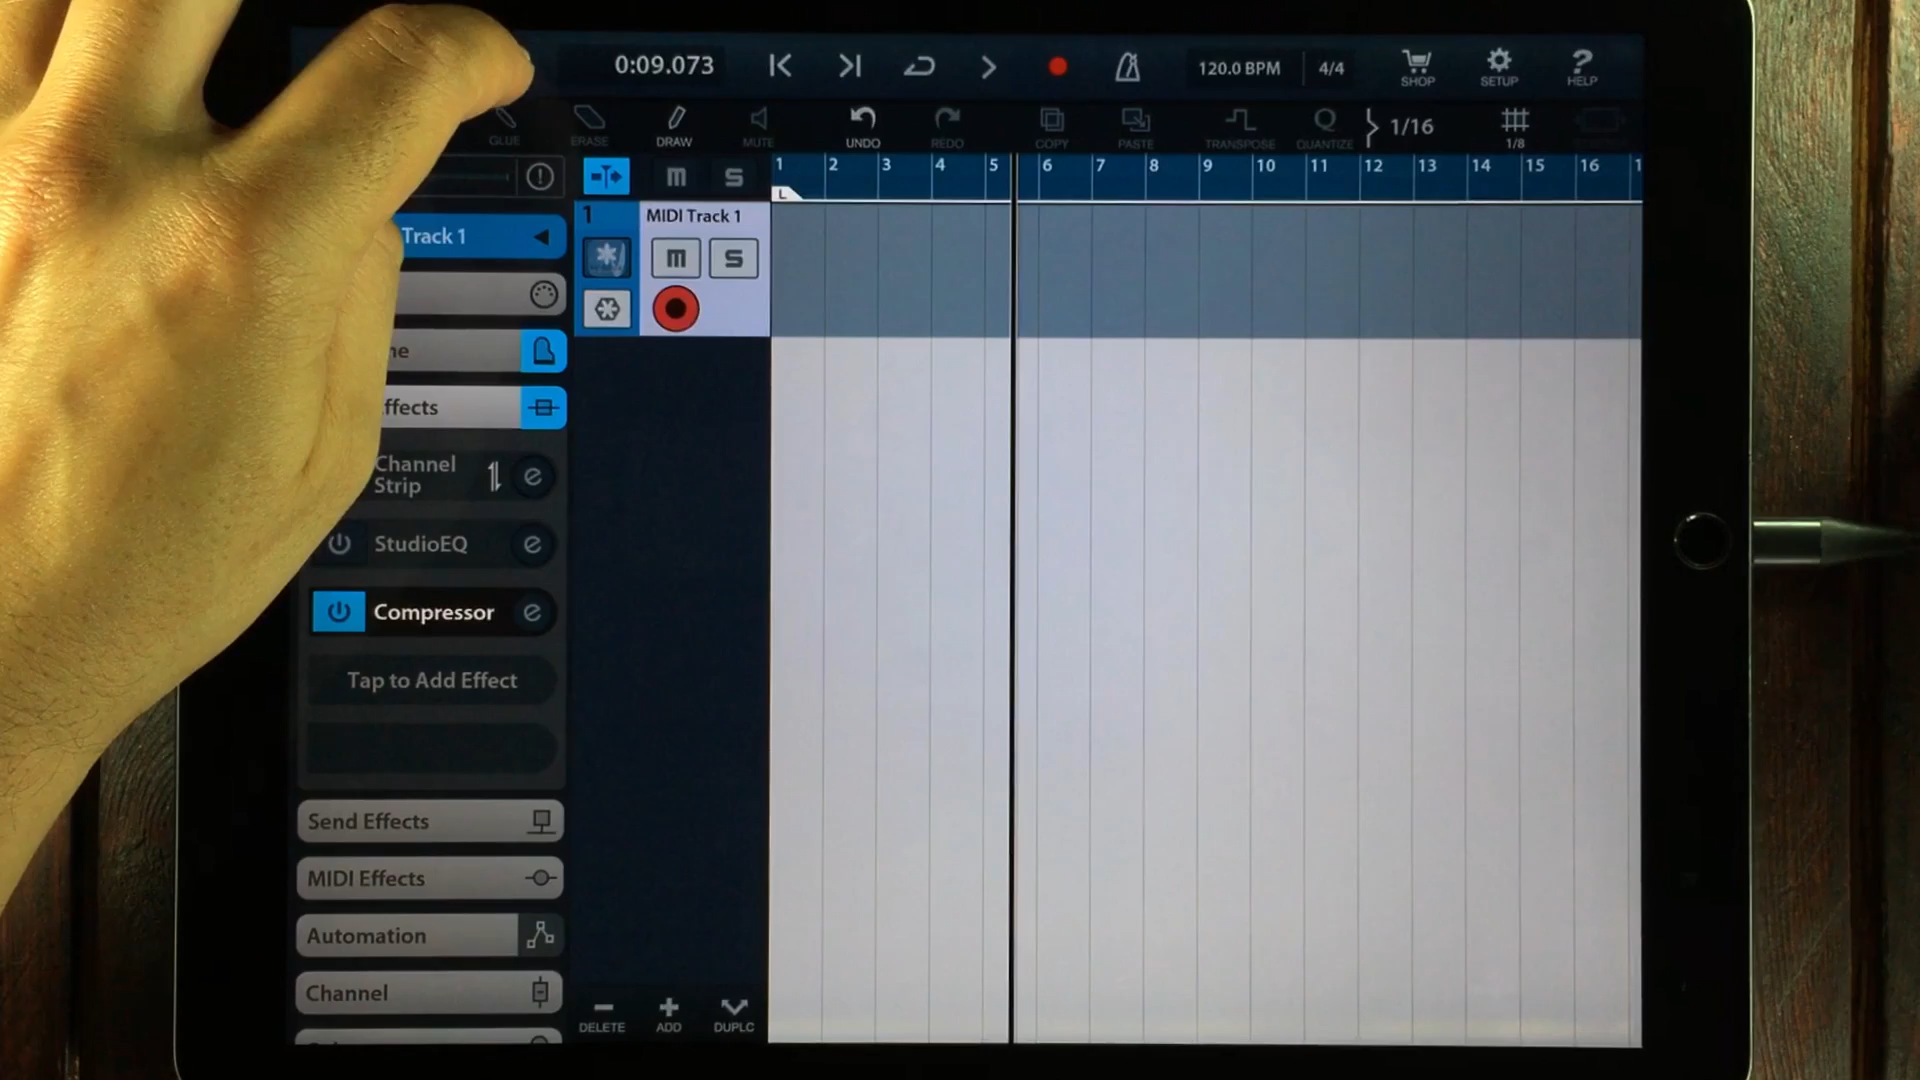 0:09.073
120.0 BPM
4/4
SHOP
SETUP
HELP
GLUE
ERASE
DRAW
MUTE
UNDO
REDO
COPY
PASTE
TRANSPOSE
QUANTIZE
1/16
1/8
m
S
1 2 3 4 5 6 7 8 9 10 11 12 13 14 15 16
L
1
MIDI Track 1
m
S
Track 1
ne
ffects
Channel
Strip
e
StudioEQ
e
Compressor
e
Tap to Add Effect
Send Effects
MIDI Effects
Automation
Channel
DELETE
ADD
DUPLC